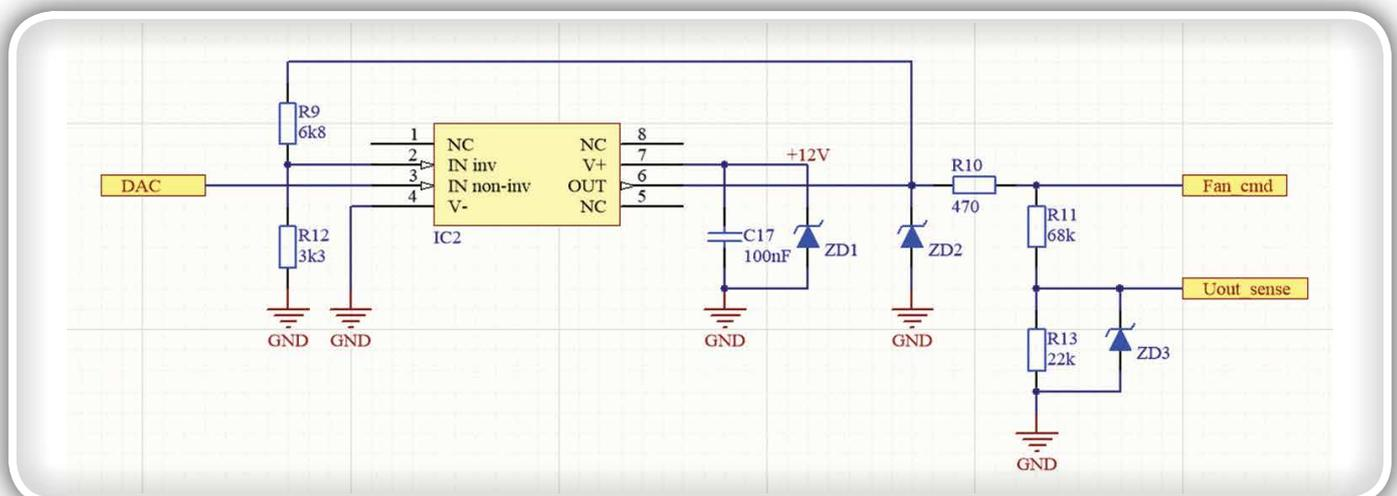 R9
6k8
1 NC NC 8
2 IN inv V+ 7
+12V
DAC
3 IN non-inv OUT 6
4 V- NC 5
IC2
R10
470
Fan_cmd
R11
68k
R12
3k3
C17
100nF
ZD1
ZD2
Uout_sense
GND
GND
GND
GND
R13
22k
ZD3
GND